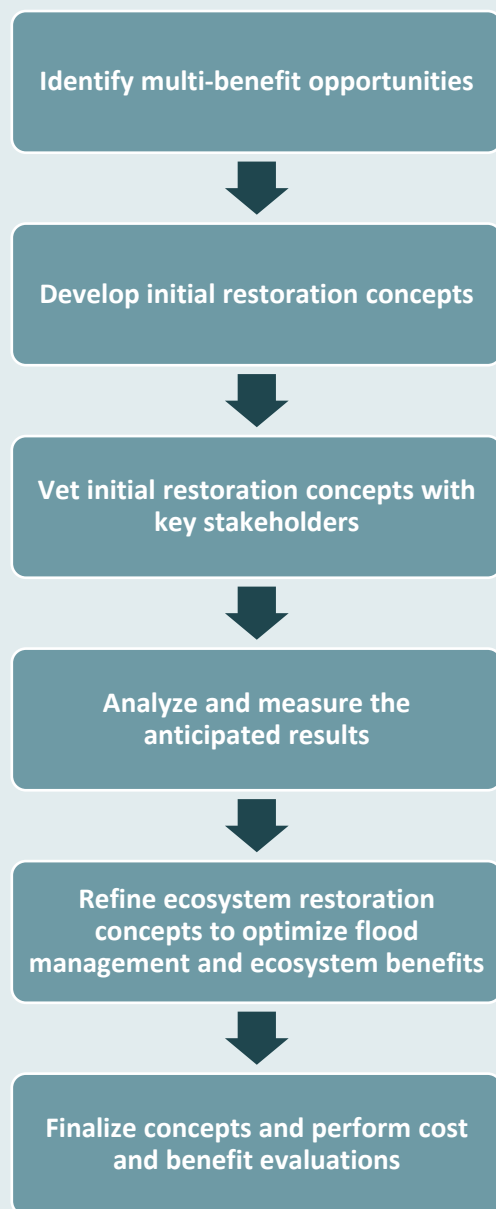 Identify multi-benefit opportunities
Develop initial restoration concepts
Vet initial restoration concepts with
key stakeholders
Analyze and measure the
anticipated results
Refine ecosystem restoration
concepts to optimize flood
management and ecosystem benefits
Finalize concepts and perform cost
and benefit evaluations